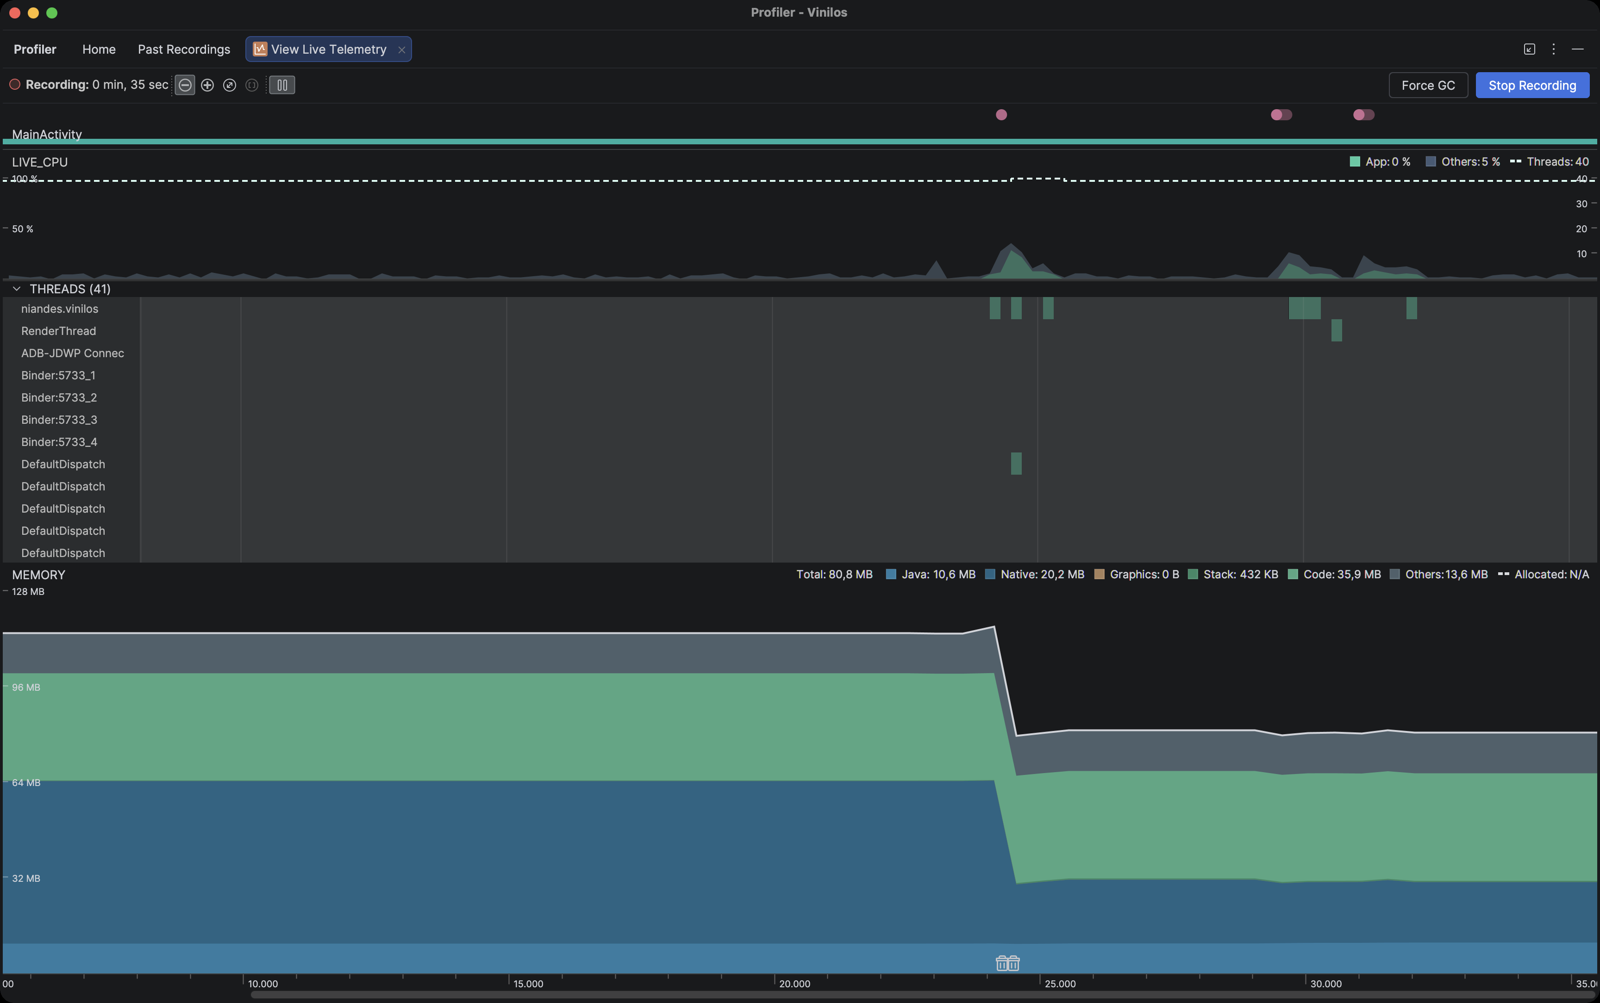 Profiler - Vinilos
Profiler Home Past Recordings View Live Telemetry
Recording: 0 min, 35 sec Force GC Stop Recording
MainActivity
LIVE_CPU App: 0 % Others: 5 % Threads: 40
100 % 40
30
50 % 20
10
THREADS (41)
niandes.vinilos
RenderThread
ADB-JDWP Connec
Binder:5733_1
Binder:5733_2
Binder:5733_3
Binder:5733_4
DefaultDispatch
DefaultDispatch
DefaultDispatch
DefaultDispatch
DefaultDispatch
MEMORY Total: 80,8 MB Java: 10,6 MB Native: 20,2 MB Graphics: 0 B Stack: 432 KB Code: 35,9 MB Others: 13,6 MB Allocated: N/A
128 MB
96 MB
64 MB
32 MB
00 10.000 15.000 20.000 25.000 30.000 35.0